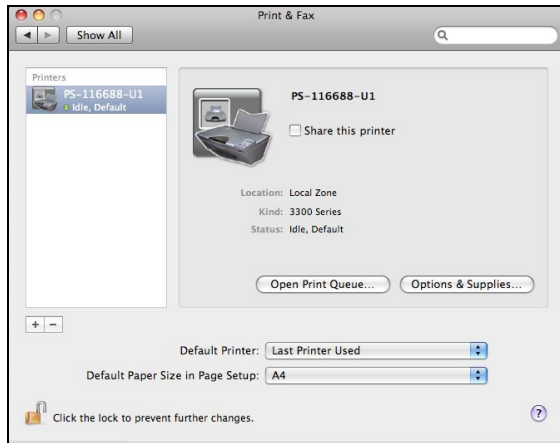 Print & Fax
Show All
Printers
PS-116688-U1
Idle, Default
PS-116688-U1
Share this printer
Location: Local Zone
Kind: 3300 Series
Status: Idle, Default
Open Print Queue... Options & Supplies...
+ −
Default Printer: Last Printer Used
Default Paper Size in Page Setup: A4
Click the lock to prevent further changes. ?